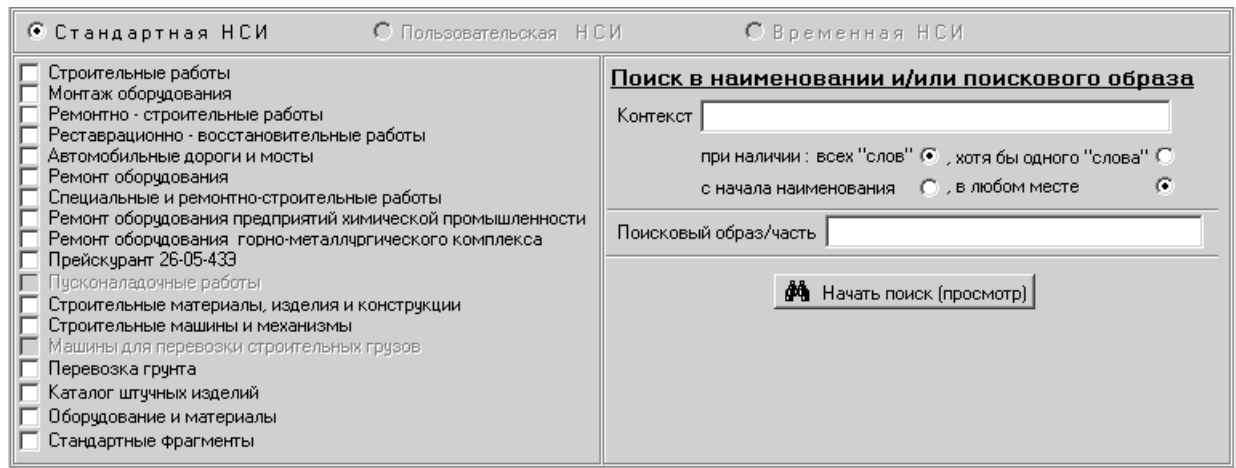 Стандартная НСИ Пользовательская НСИ Временная НСИ
Строительные работы
Монтаж оборудования
Ремонтно - строительные работы
Реставрационно - восстановительные работы
Автомобильные дороги и мосты
Ремонт оборудования
Специальные и ремонтно-строительные работы
Ремонт оборудования предприятий химической промышленности
Ремонт оборудования горно-металлургического комплекса
Прейскурант 26-05-43Э
Пусконаладочные работы
Строительные материалы, изделия и конструкции
Строительные машины и механизмы
Машины для перевозки строительных грузов
Перевозка грунта
Каталог штучных изделий
Оборудование и материалы
Стандартные фрагменты
Поиск в наименовании и/или поискового образа
Контекст
при наличии : всех "слов" , хотя бы одного "слова"
с начала наименования , в любом месте
Поисковый образ/часть
Начать поиск (просмотр)